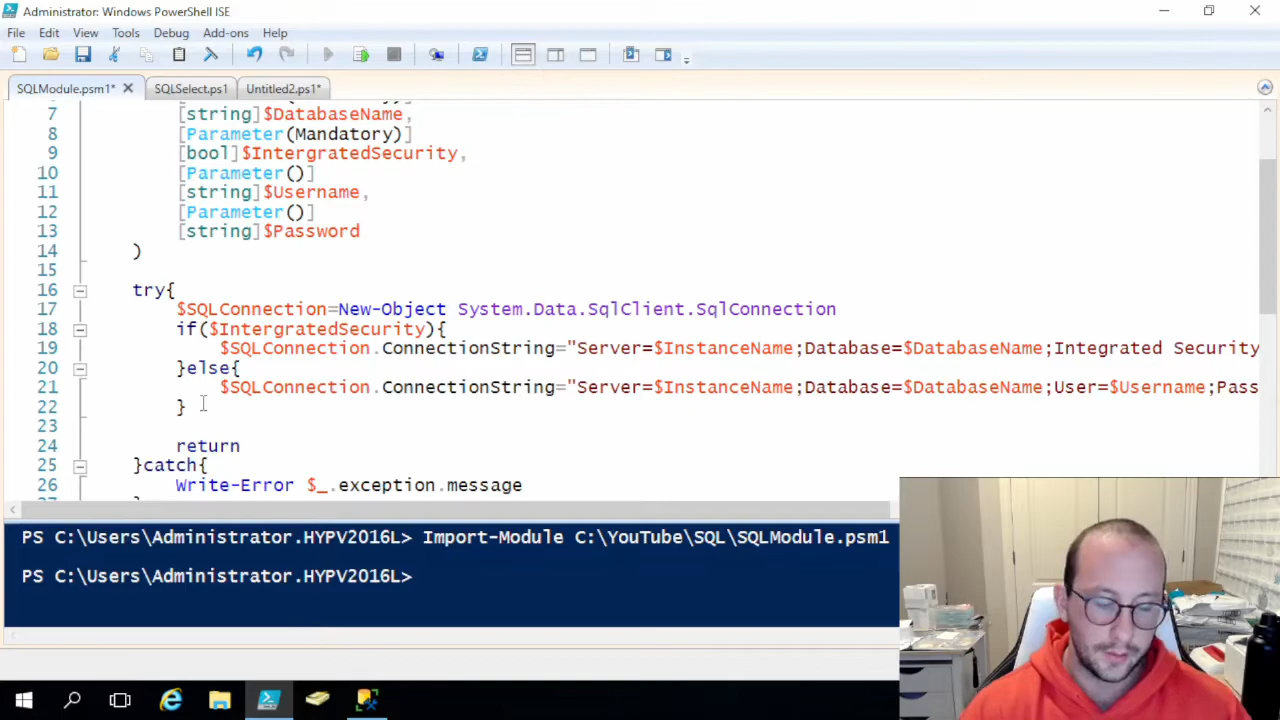 Administrator: Windows PowerShell ISE
File Edit View Tools Debug Add-ons Help
SQLModule.psm1* SQLSelect.ps1 Untitled2.ps1*
7 [string]$DatabaseName,
8 [Parameter(Mandatory)]
9 [bool]$IntergratedSecurity,
10 [Parameter()]
11 [string]$Username,
12 [Parameter()]
13 [string]$Password
14 )
15
16 try{
17 $SQLConnection=New-Object System.Data.SqlClient.SqlConnection
18 if($IntergratedSecurity){
19 $SQLConnection.ConnectionString="Server=$InstanceName;Database=$DatabaseName;Integrated Security
20 }else{
21 $SQLConnection.ConnectionString="Server=$InstanceName;Database=$DatabaseName;User=$Username;Pass
22 }
23
24 return
25 }catch{
26 Write-Error $_.exception.message
PS C:\Users\Administrator.HYPV2016L> Import-Module C:\YouTube\SQL\SQLModule.psm1
PS C:\Users\Administrator.HYPV2016L>